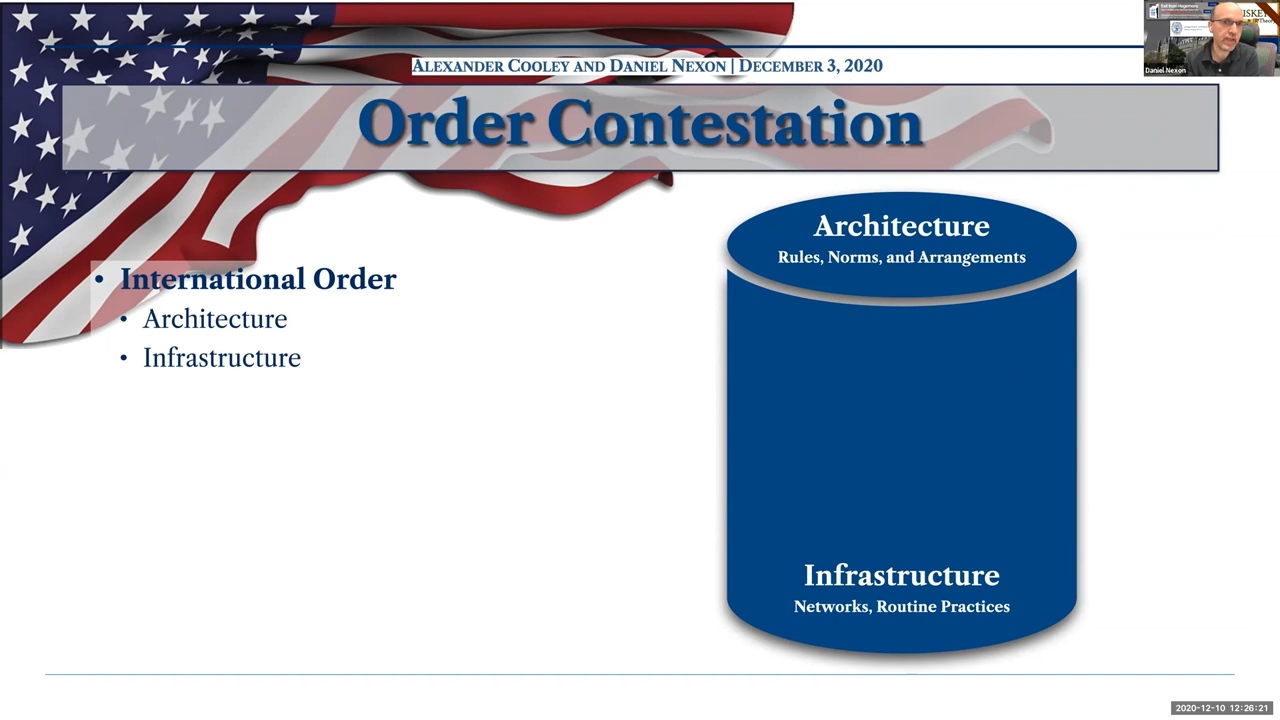 Alexander Cooley and Daniel Nexon | December 3, 2020
Order Contestation
• International Order
• Architecture
• Infrastructure
Architecture
Rules, Norms, and Arrangements
Infrastructure
Networks, Routine Practices
Daniel Nexon
2020-12-10 12:26:21